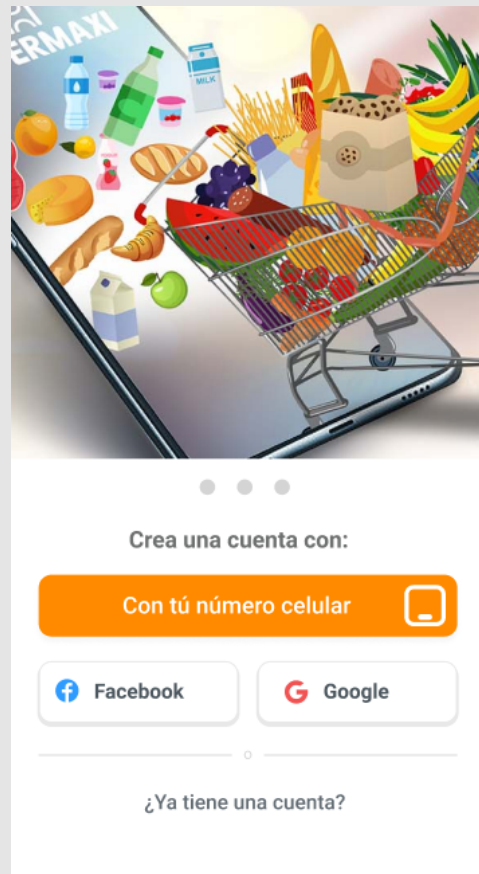 ERMAXI
MILK
Crea una cuenta con:
Con tú número celular
Facebook
Google
o
¿Ya tiene una cuenta?